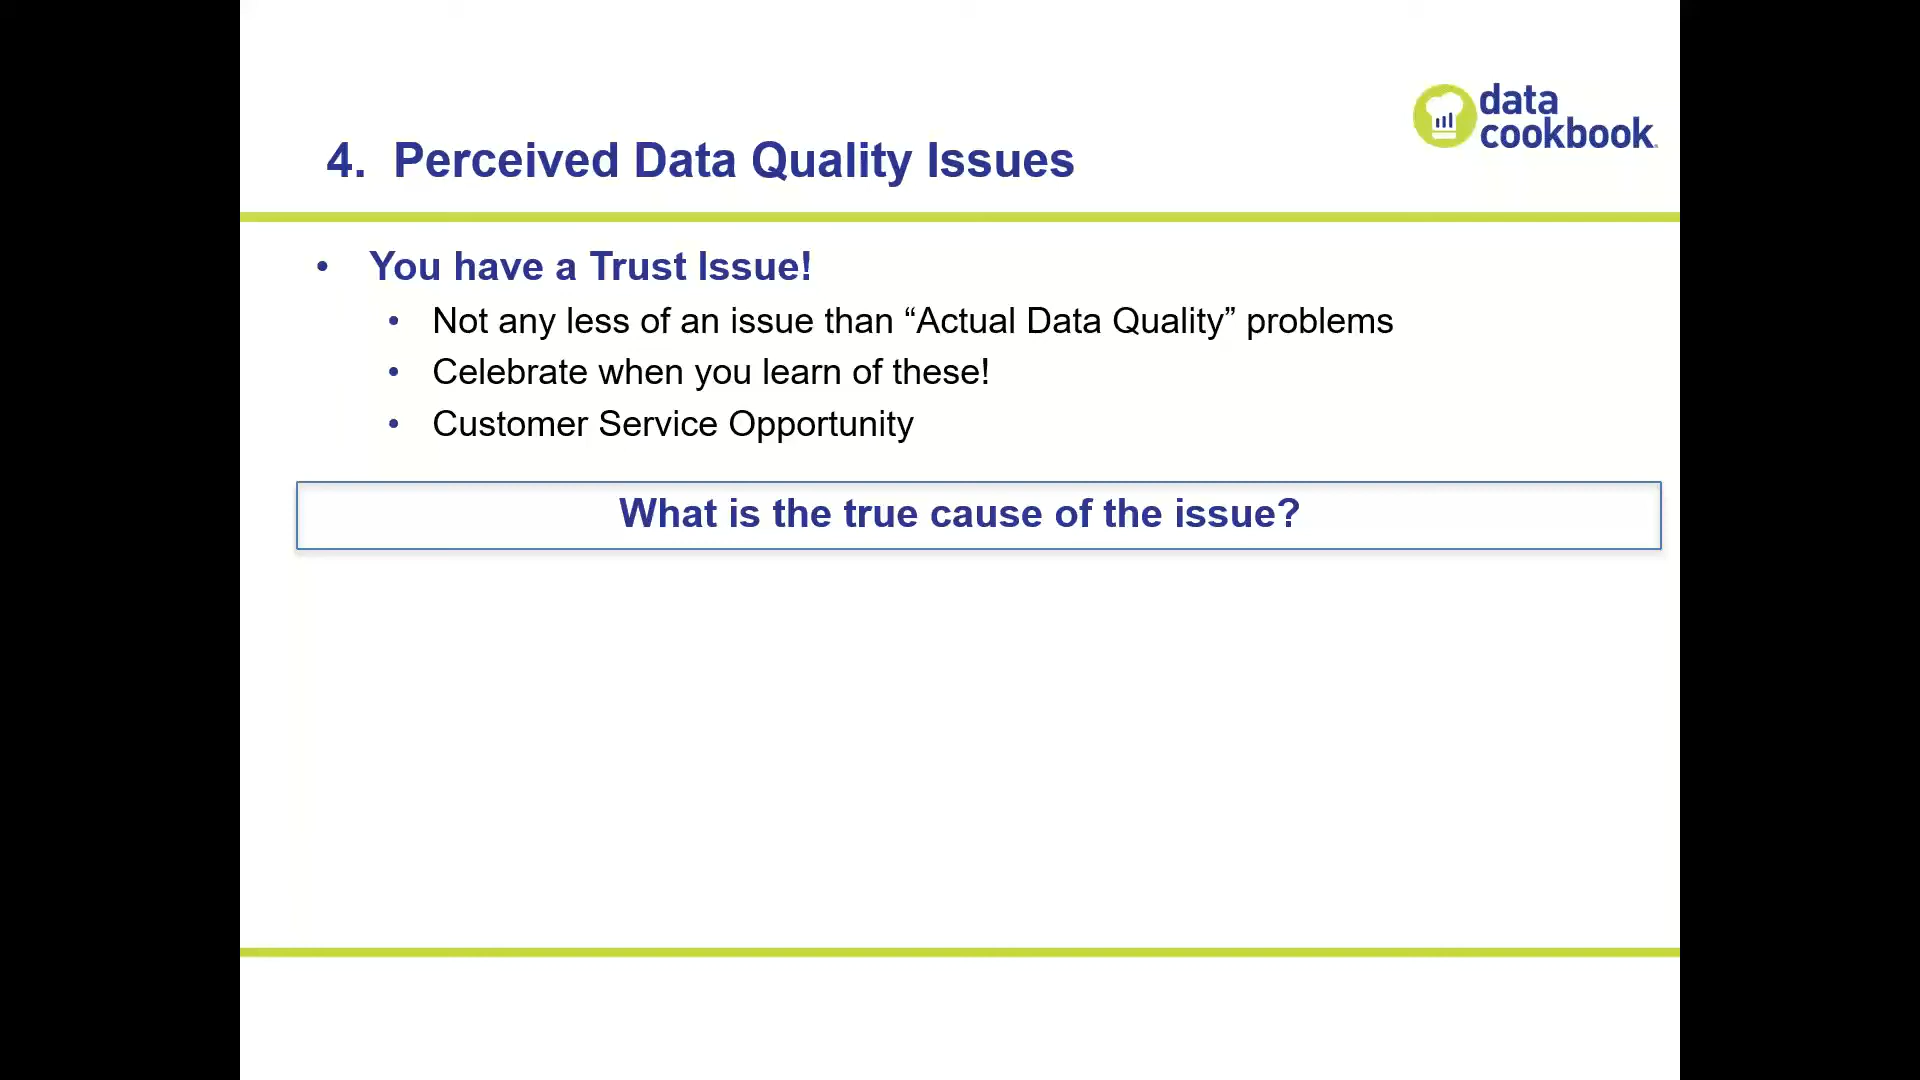 data
cookbook.
4. Perceived Data Quality Issues
• You have a Trust Issue!
• Not any less of an issue than “Actual Data Quality” problems
• Celebrate when you learn of these!
• Customer Service Opportunity
What is the true cause of the issue?